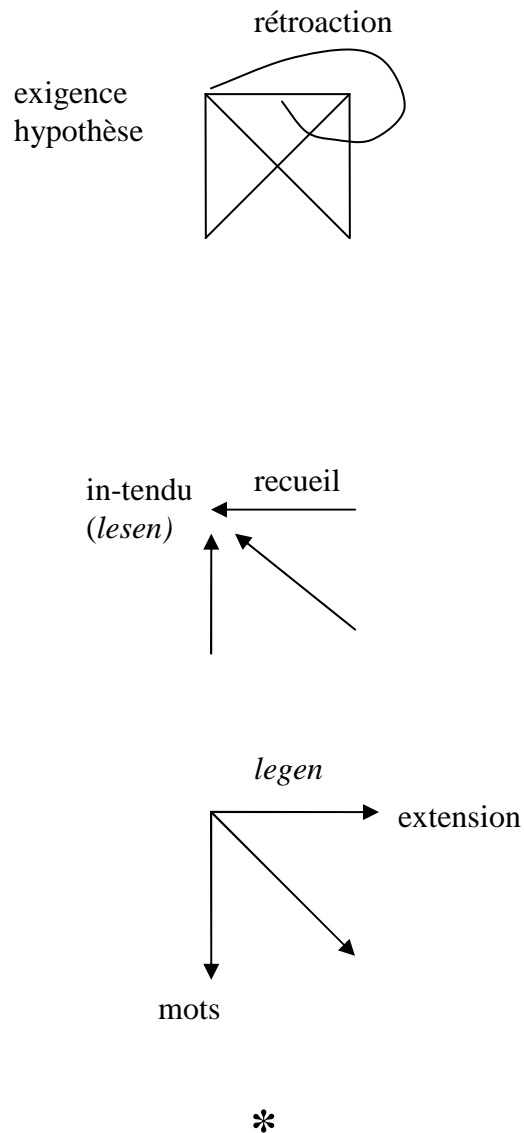 rétroaction
exigence
hypothèse
in-tendu
(lesen)
recueil
legen
extension
mots
*